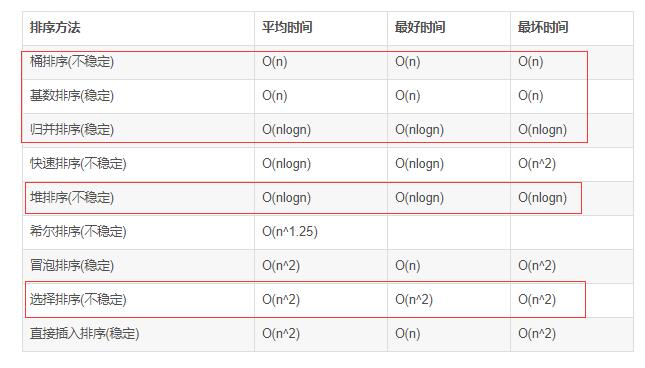 排序方法 平均时间 最好时间 最坏时间
桶排序(不稳定) O(n) O(n) O(n)
基数排序(稳定) O(n) O(n) O(n)
归并排序(稳定) O(nlogn) O(nlogn) O(nlogn)
快速排序(不稳定) O(nlogn) O(nlogn) O(n^2)
堆排序(不稳定) O(nlogn) O(nlogn) O(nlogn)
希尔排序(不稳定) O(n^1.25)
冒泡排序(稳定) O(n^2) O(n) O(n^2)
选择排序(不稳定) O(n^2) O(n^2) O(n^2)
直接插入排序(稳定) O(n^2) O(n) O(n^2)